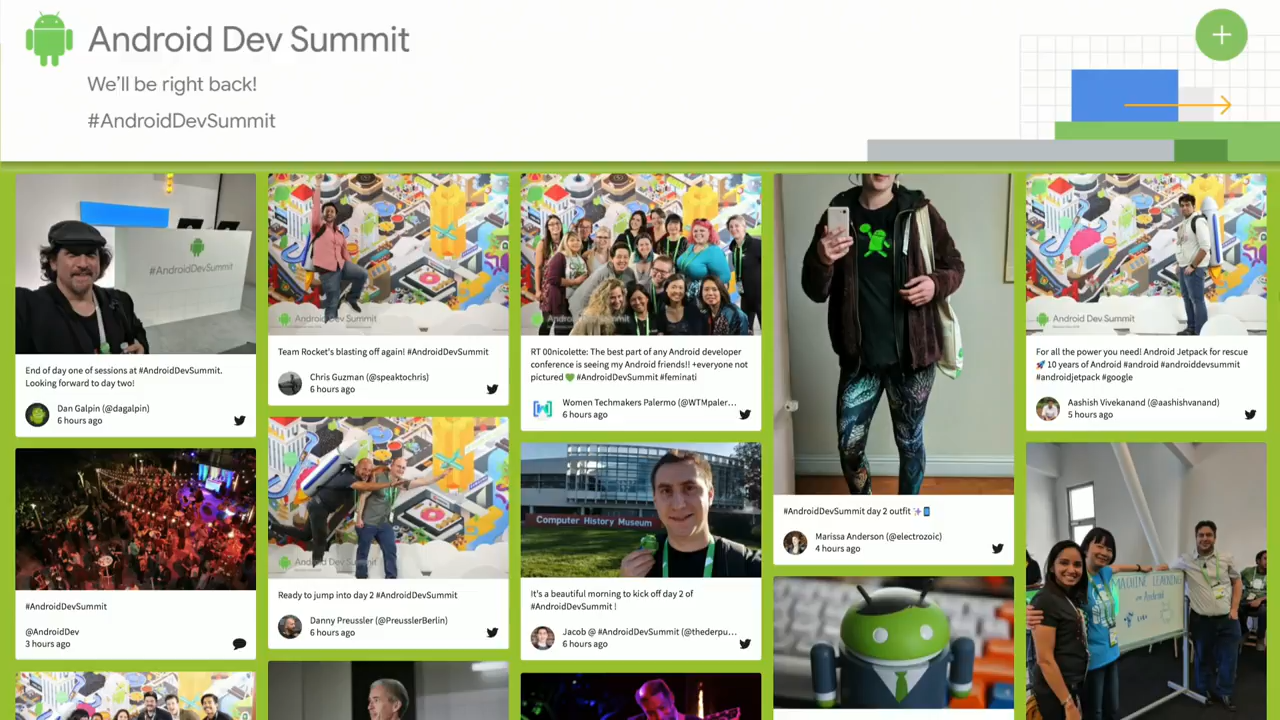 Android Dev Summit
We'll be right back!
#AndroidDevSummit
#AndroidDevSummit
End of day one of sessions at #AndroidDevSummit.
Looking forward to day two!
Dan Galpin (@dagalpin)
6 hours ago
#AndroidDevSummit
@AndroidDev
3 hours ago
Android Dev Summit
Team Rocket's blasting off again! #AndroidDevSummit
Chris Guzman (@speaktochris)
6 hours ago
Android Dev Summit
Ready to jump into day 2 #AndroidDevSummit
Danny Preussler (@PreusslerBerlin)
6 hours ago
Android Dev Summit
RT 00nicolette: The best part of any Android developer
conference is seeing my Android friends!! +everyone not
pictured 💚 #AndroidDevSummit #feminati
Women Techmakers Palermo (@WTMpaler...
6 hours ago
Computer History Museum
It's a beautiful morning to kick off day 2 of
#AndroidDevSummit !
Jacob @ #AndroidDevSummit (@thederpu...
6 hours ago
#AndroidDevSummit day 2 outfit ✨📱
Marissa Anderson (@electrozoic)
4 hours ago
Android Dev Summit
For all the power you need! Android Jetpack for rescue
🚀 10 years of Android #android #androiddevsummit
#androidjetpack #google
Aashish Vivekanand (@aashishvanand)
5 hours ago
MACHINE LEARNING
on Android